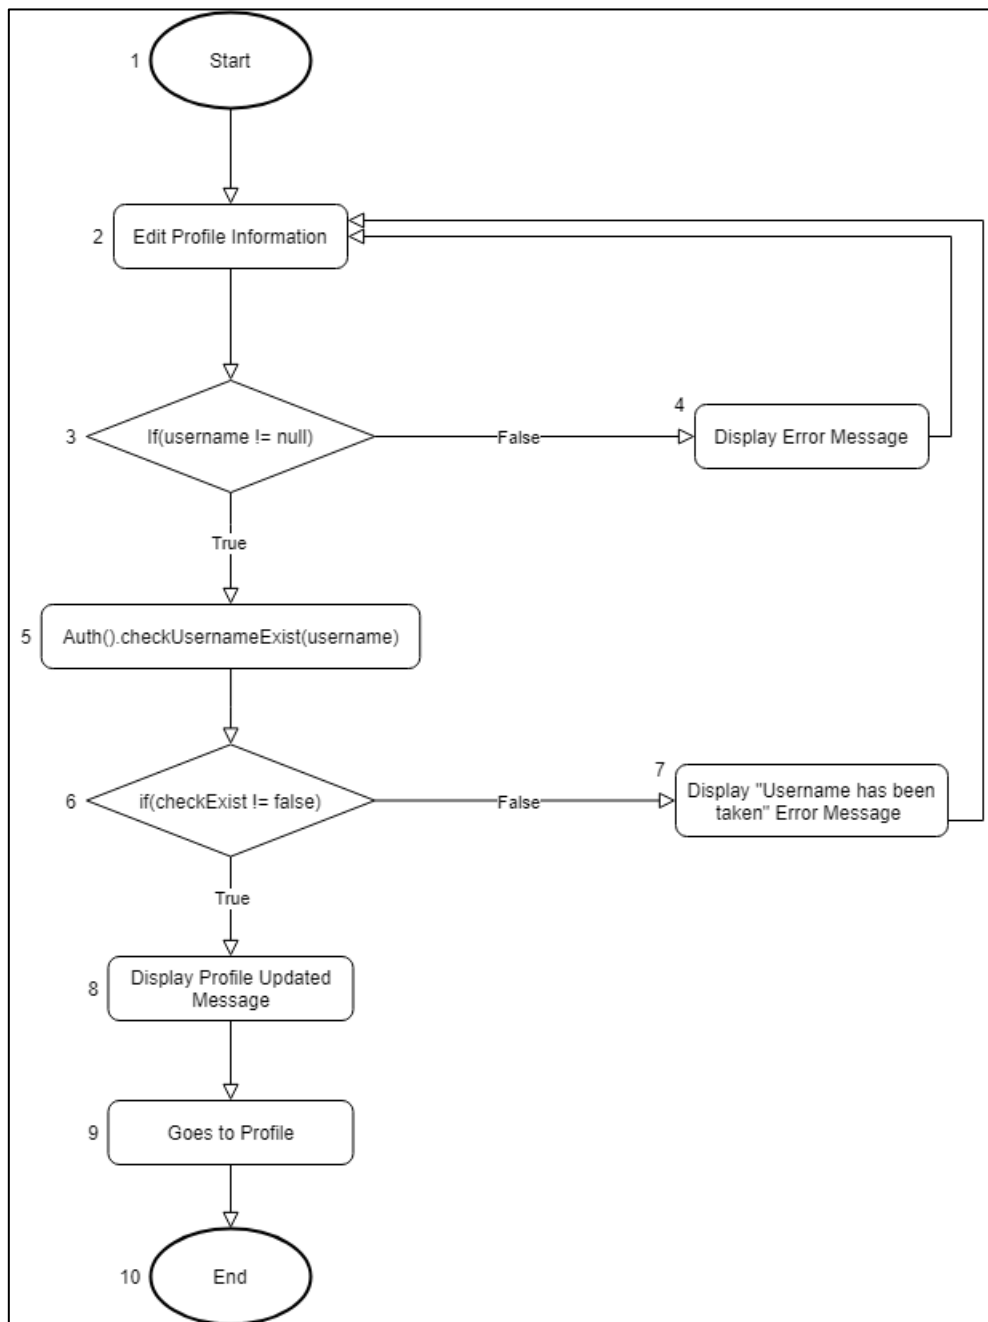 1
Start
2
Edit Profile Information
3
If(username != null)
False
4
Display Error Message
True
5
Auth().checkUsernameExist(username)
6
if(checkExist != false)
False
7
Display "Username has been
taken" Error Message
True
8
Display Profile Updated
Message
9
Goes to Profile
10
End